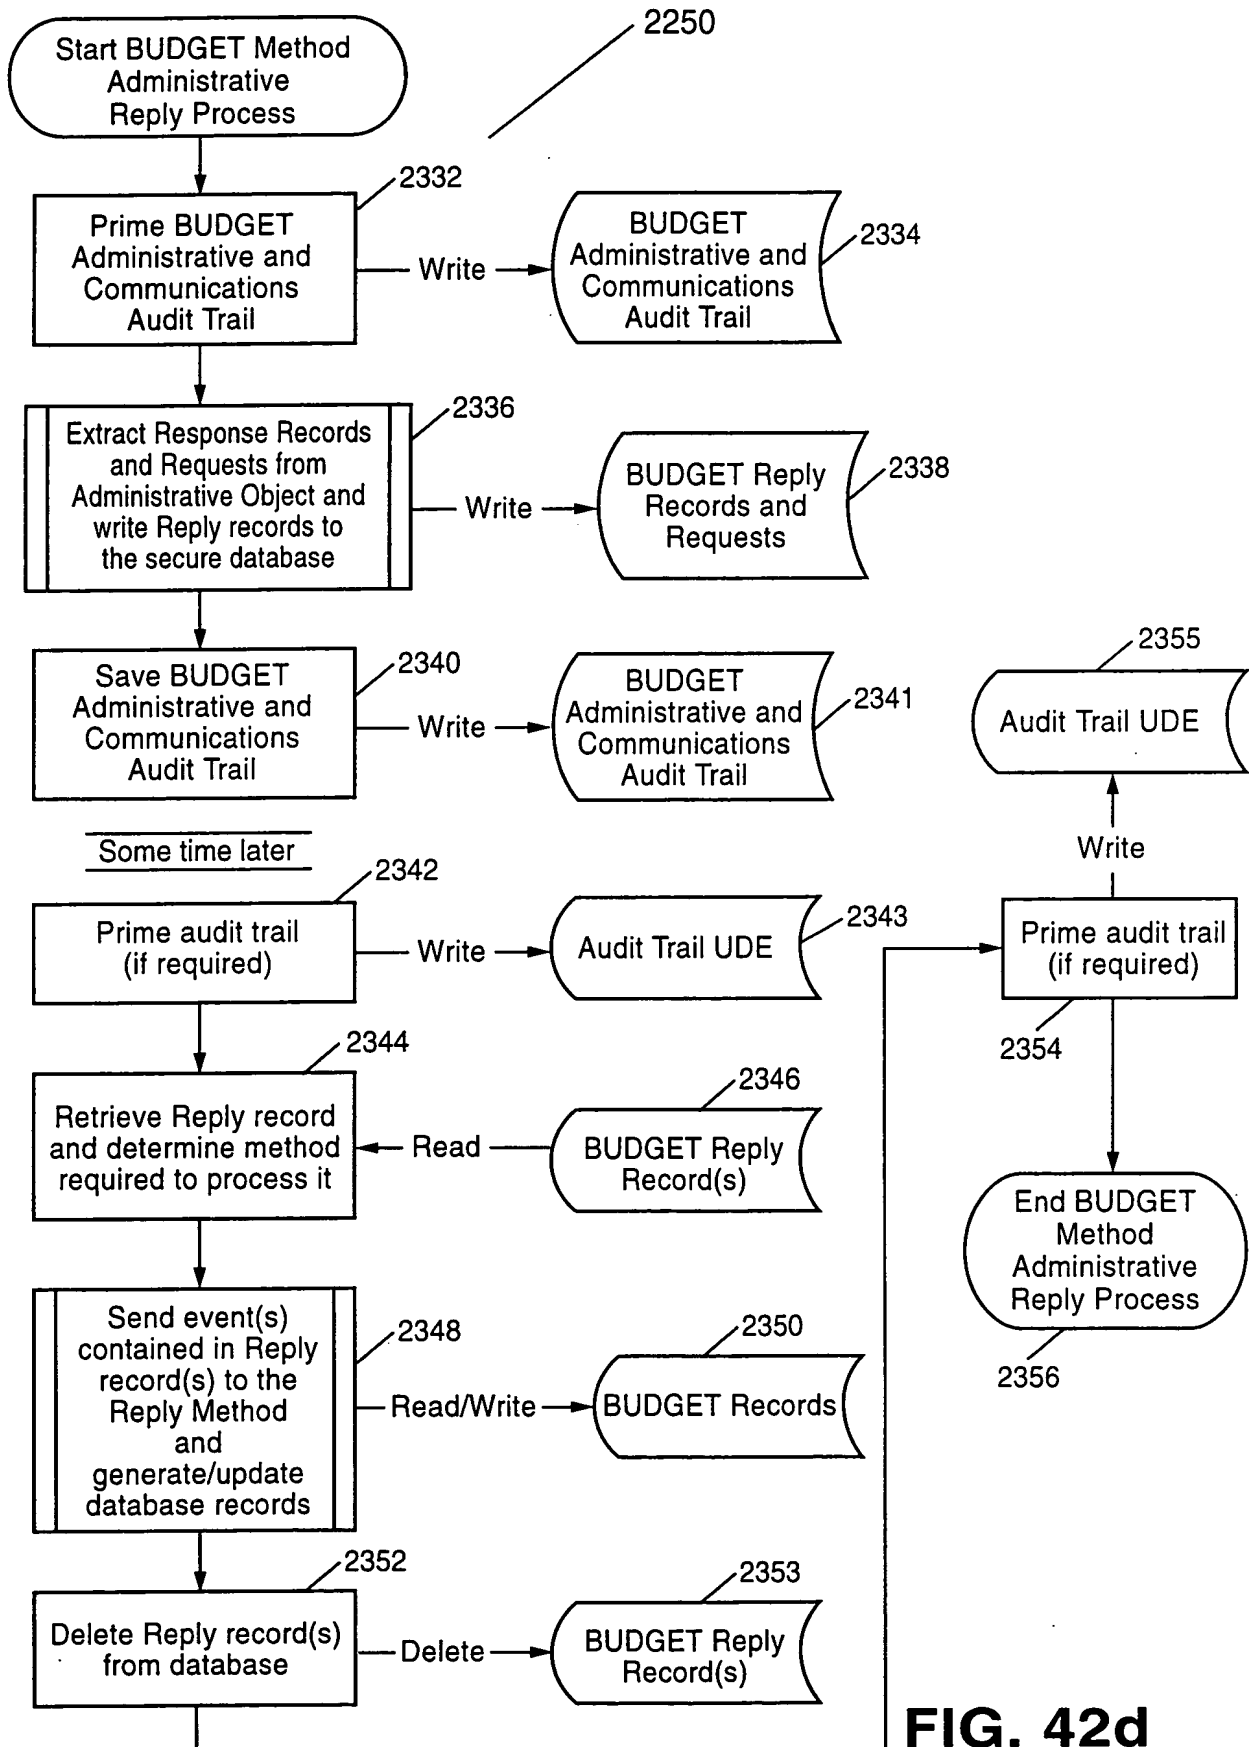 2250
Start BUDGET Method
Administrative
Reply Process
2332
Prime BUDGET
Administrative and
Communications
Audit Trail
Write
BUDGET
Administrative and
Communications
Audit Trail
2334
2336
Extract Response Records
and Requests from
Administrative Object and
write Reply records to
the secure database
Write
BUDGET Reply
Records and
Requests
2338
2340
Save BUDGET
Administrative and
Communications
Audit Trail
Write
BUDGET
Administrative and
Communications
Audit Trail
2341
Some time later
2342
Prime audit trail
(if required)
Write
Audit Trail UDE
2343
2344
Retrieve Reply record
and determine method
required to process it
Read
2346
BUDGET Reply
Record(s)
Send event(s)
contained in Reply
record(s) to the
Reply Method
and
generate/update
database records
2348
Read/Write
2350
BUDGET Records
2352
Delete Reply record(s)
from database
Delete
2353
BUDGET Reply
Record(s)
2355
Audit Trail UDE
Write
Prime audit trail
(if required)
2354
End BUDGET
Method
Administrative
Reply Process
2356
FIG. 42d